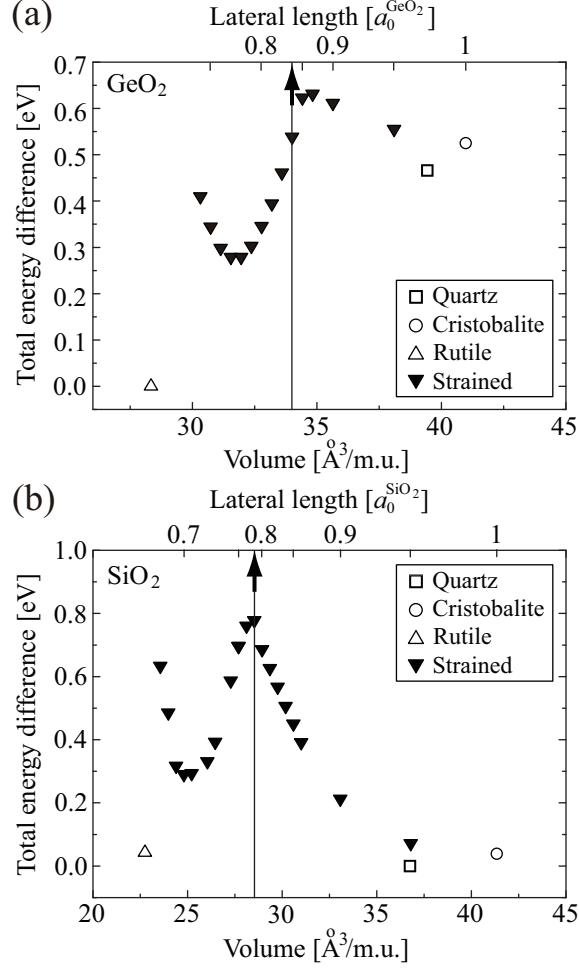 (a)
Lateral length [a₀^GeO₂]
0.8 0.9 1
GeO₂
Total energy difference [eV]
0.7
0.6
0.5
0.4
0.3
0.2
0.1
0.0
Quartz
Cristobalite
Rutile
Strained
30 35 40 45
Volume [Å³/m.u.]
(b)
Lateral length [a₀^SiO₂]
0.7 0.8 0.9 1
SiO₂
Total energy difference [eV]
1.0
0.8
0.6
0.4
0.2
0.0
Quartz
Cristobalite
Rutile
Strained
20 25 30 35 40 45
Volume [Å³/m.u.]